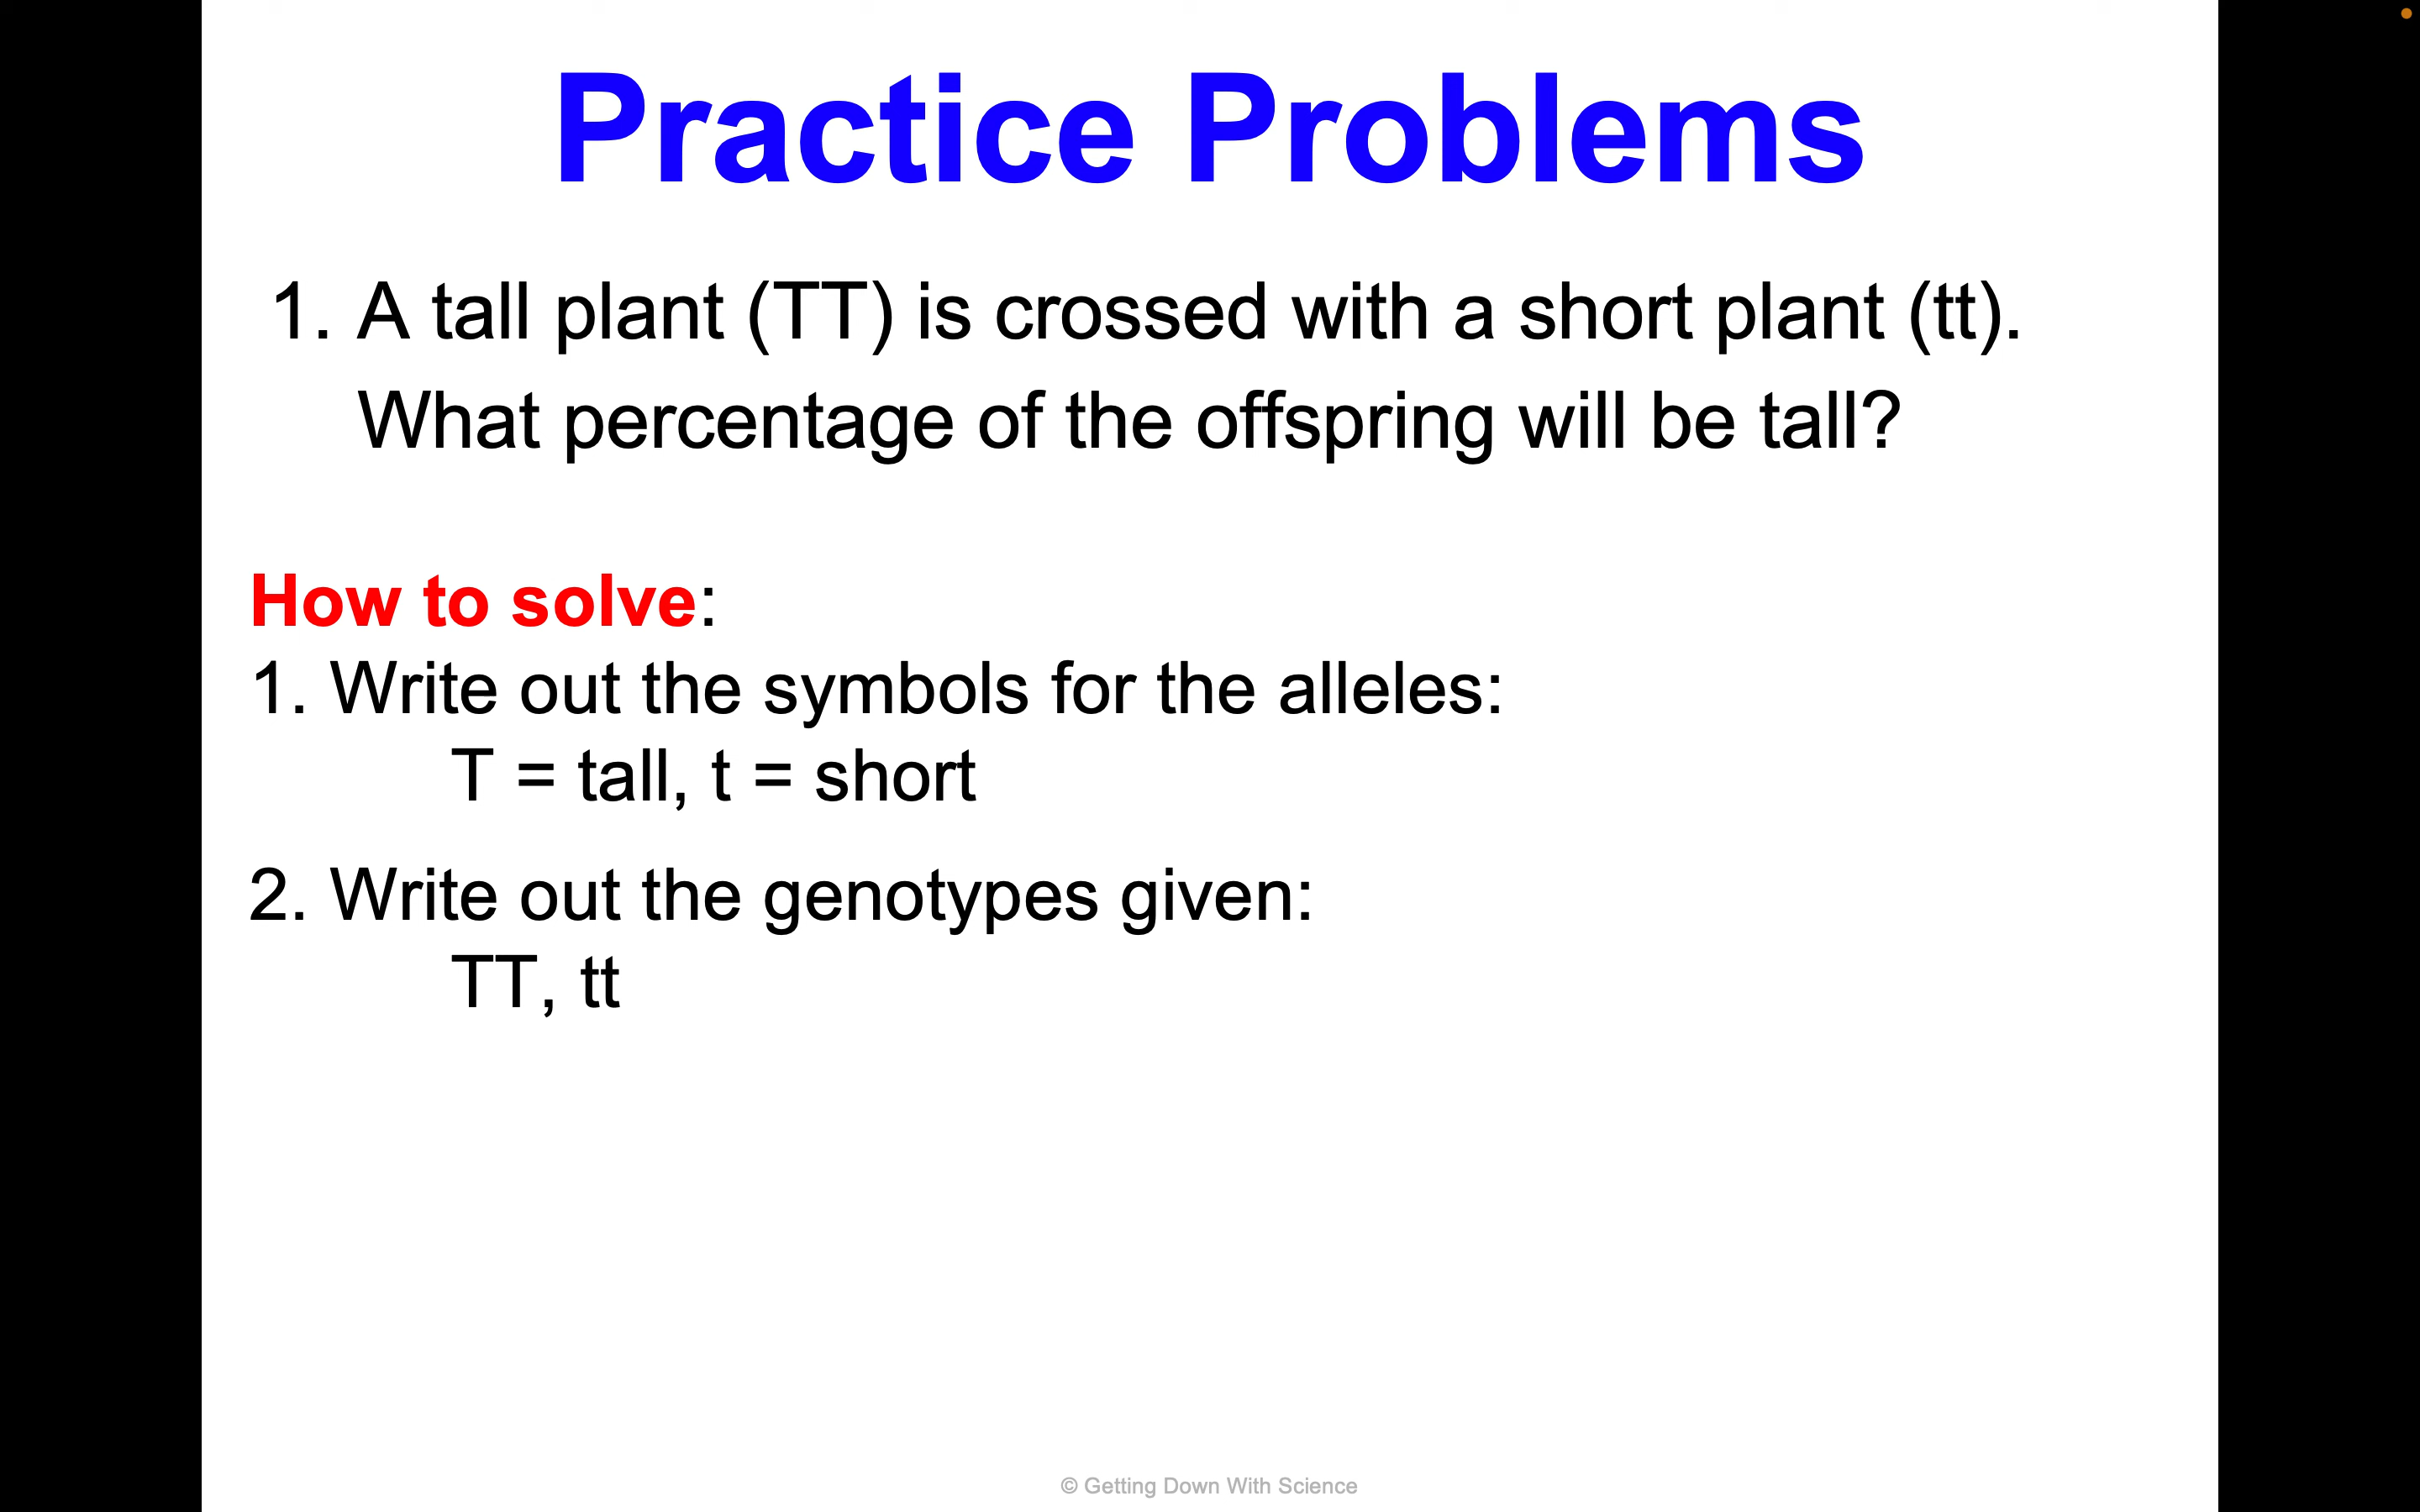 Practice Problems
1. A tall plant (TT) is crossed with a short plant (tt).
What percentage of the offspring will be tall?
How to solve:
1. Write out the symbols for the alleles:
T = tall, t = short
2. Write out the genotypes given:
TT, tt
© Getting Down With Science